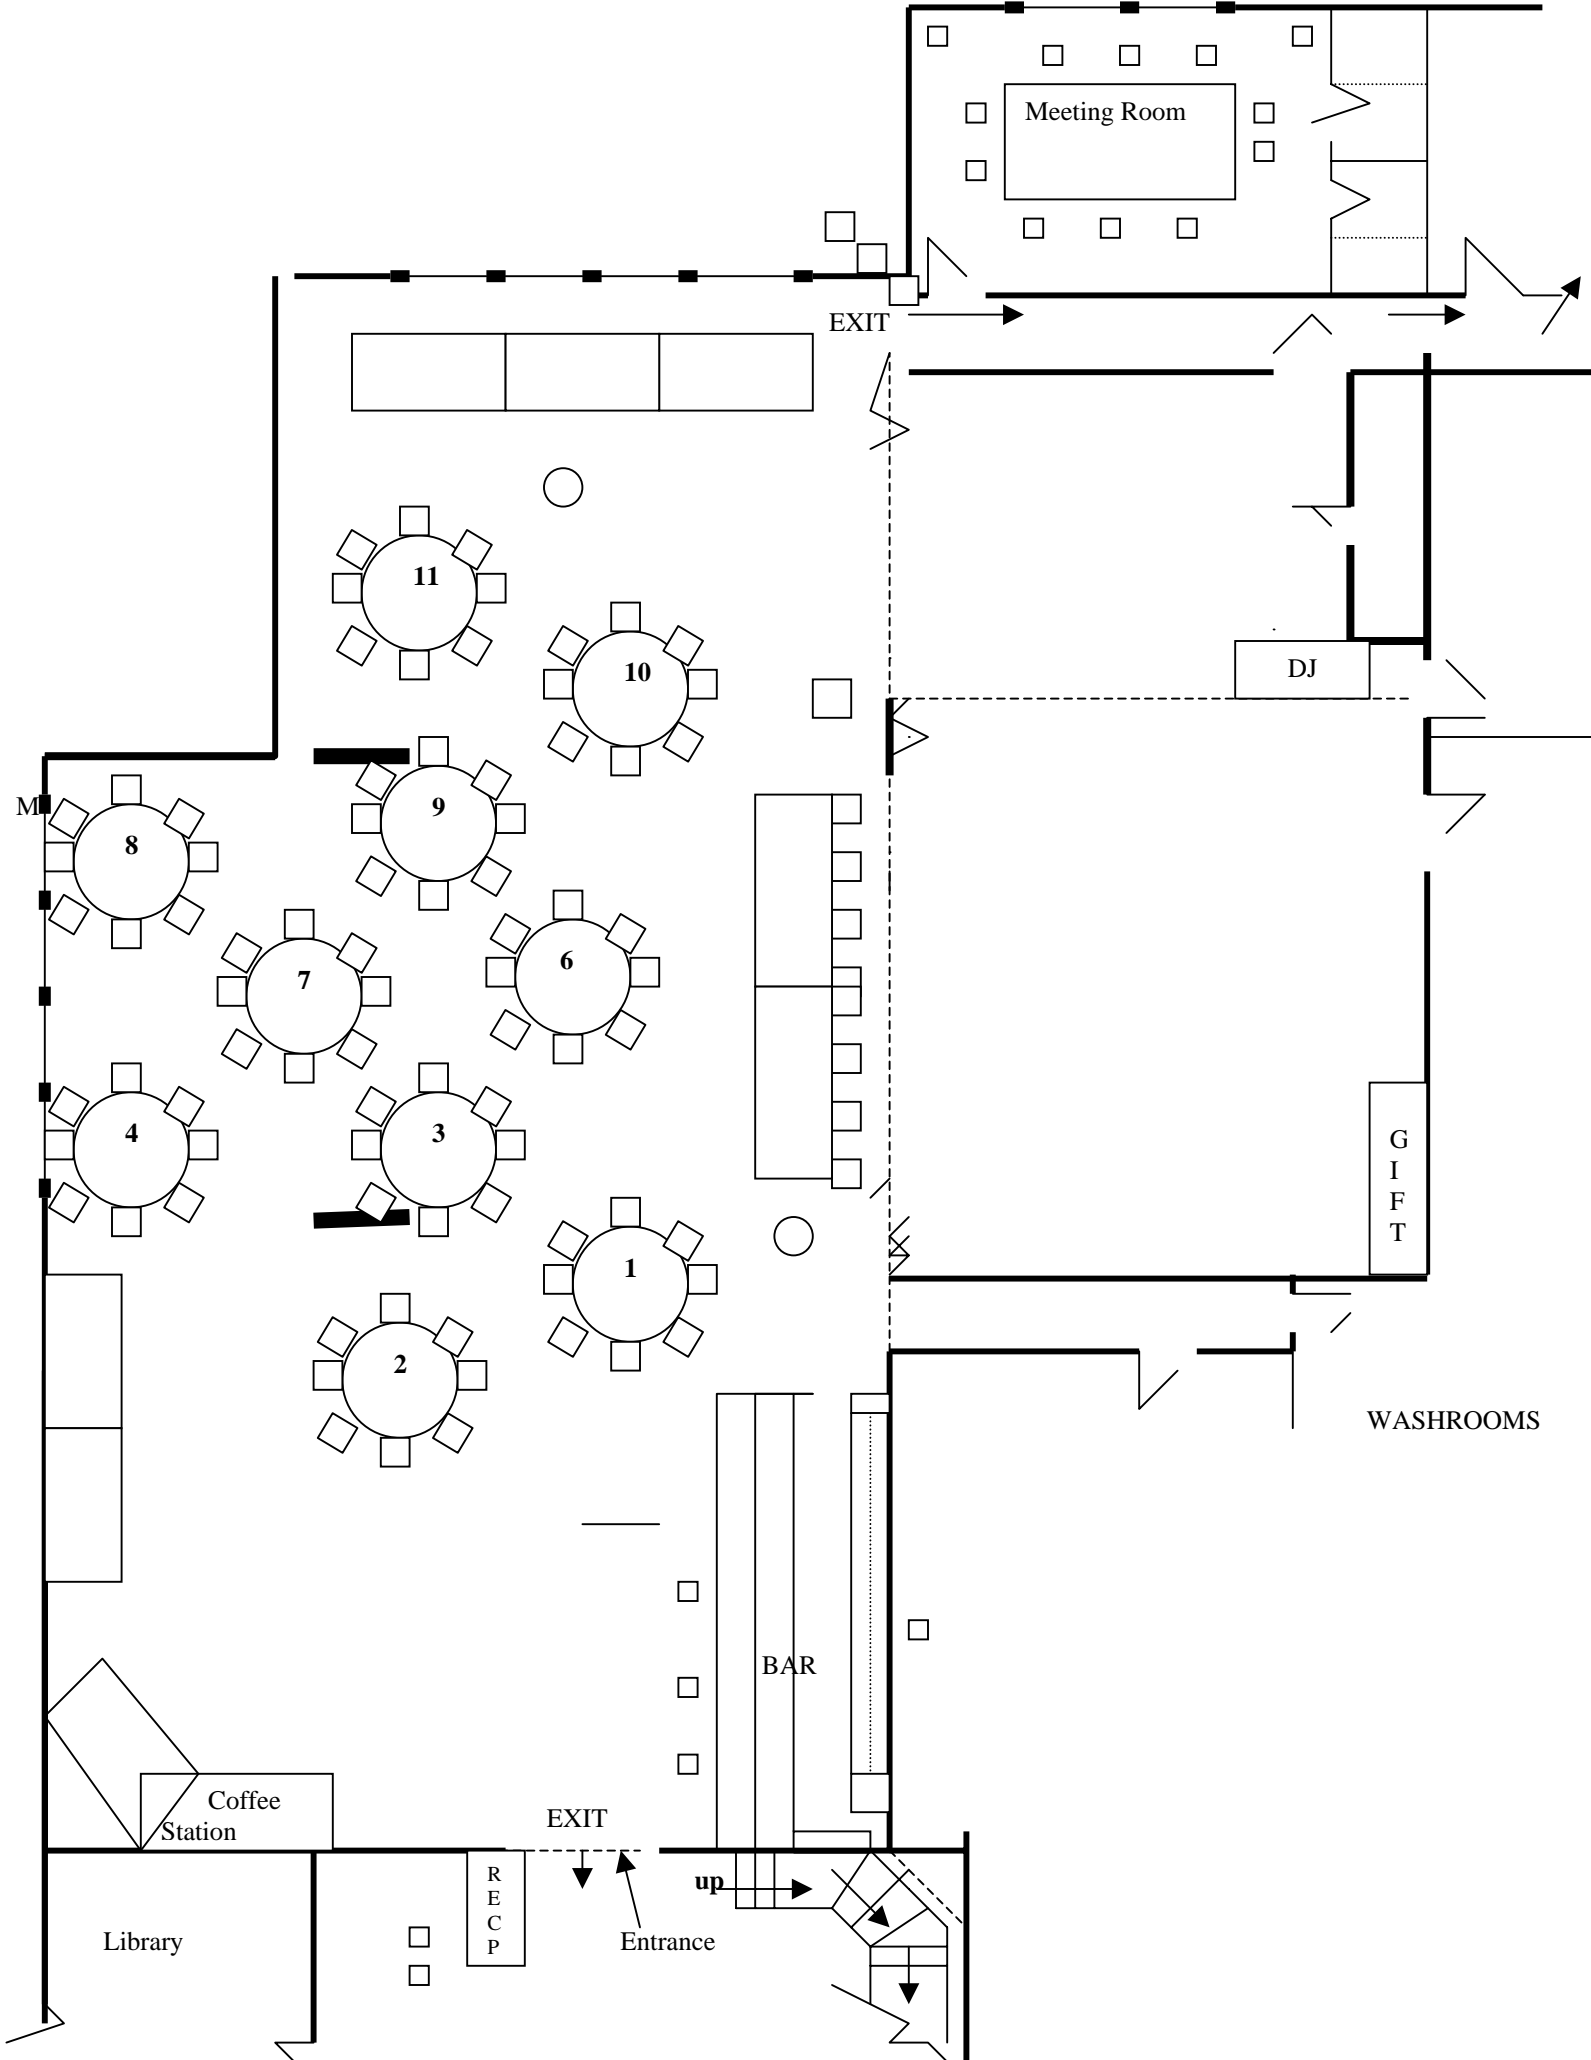 Meeting Room
EXIT
11
10
DJ
M
9
8
6
7
4
3
G
I
F
T
1
2
WASHROOMS
BAR
Coffee
Station
EXIT
R
E
C
P
up
Library
Entrance